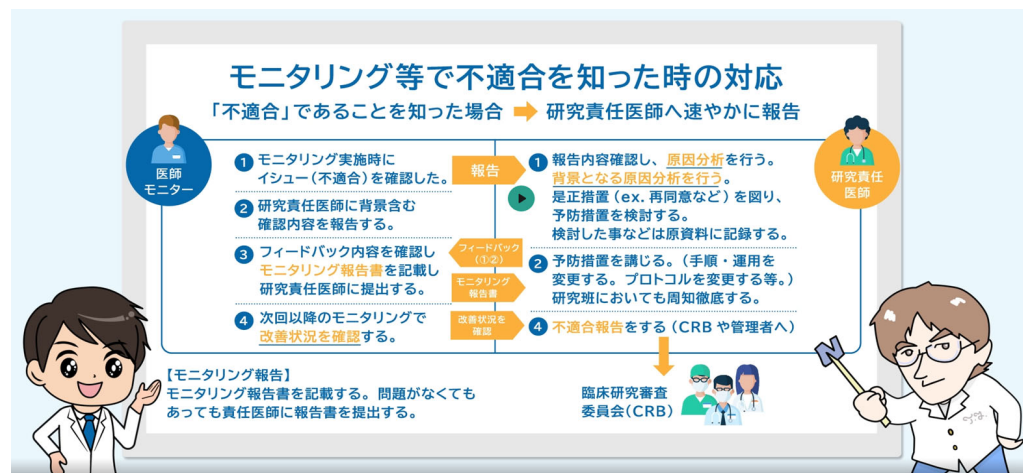 モニタリング等で不適合を知った時の対応
「不適合」であることを知った場合 ➡ 研究責任医師へ速やかに報告
医師
モニター
① モニタリング実施時に
イシュー(不適合)を確認した。
② 研究責任医師に背景含む
確認内容を報告する。
③ フィードバック内容を確認し
モニタリング報告書を記載し
研究責任医師に提出する。
④ 次回以降のモニタリングで
改善状況を確認する。
報告
フィードバック
(①②)
モニタリング
報告書
改善状況を
確認
① 報告内容確認し、原因分析を行う。
背景となる原因分析を行う。
是正措置(ex. 再同意など)を図り、
予防措置を検討する。
検討した事などは原資料に記録する。
② 予防措置を講じる。(手順・運用を
変更する。プロトコルを変更する等。)
研究班においても周知徹底する。
④ 不適合報告をする(CRB や管理者へ)
研究責任
医師
【モニタリング報告】
モニタリング報告書を記載する。問題がなくても
あっても責任医師に報告書を提出する。
臨床研究審査
委員会(CRB)
N